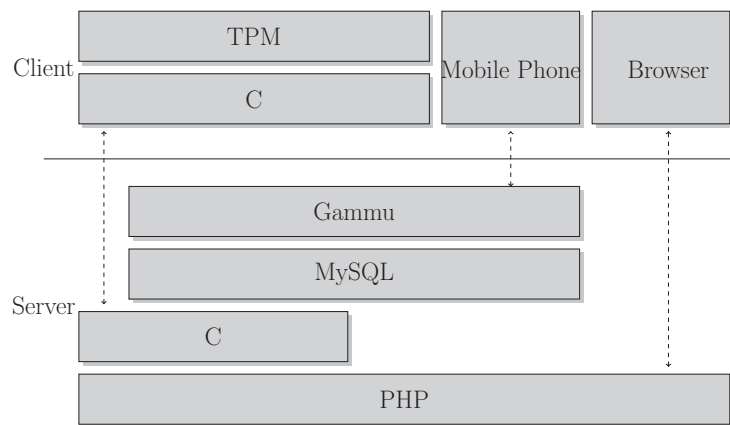 TPM
Client
C
Mobile Phone
Browser
Gammu
MySQL
Server
C
PHP